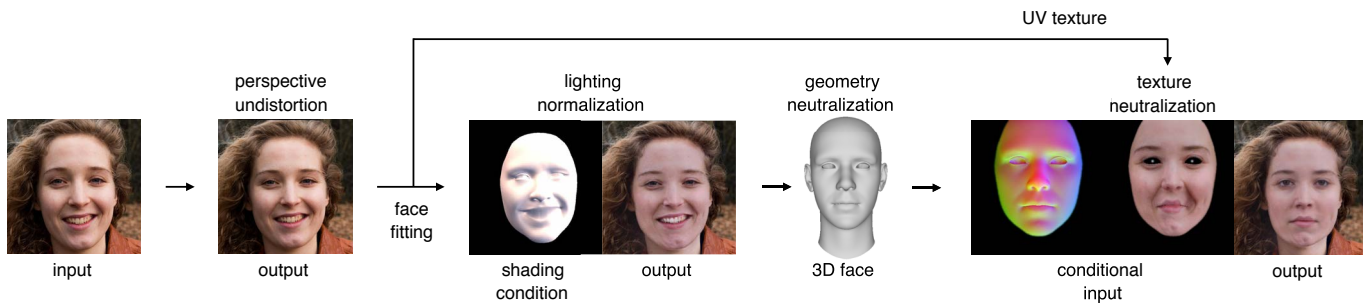 UV texture
perspective
undistortion
lighting
normalization
geometry
neutralization
texture
neutralization
face
fitting
input
output
shading
condition
output
3D face
conditional
input
output